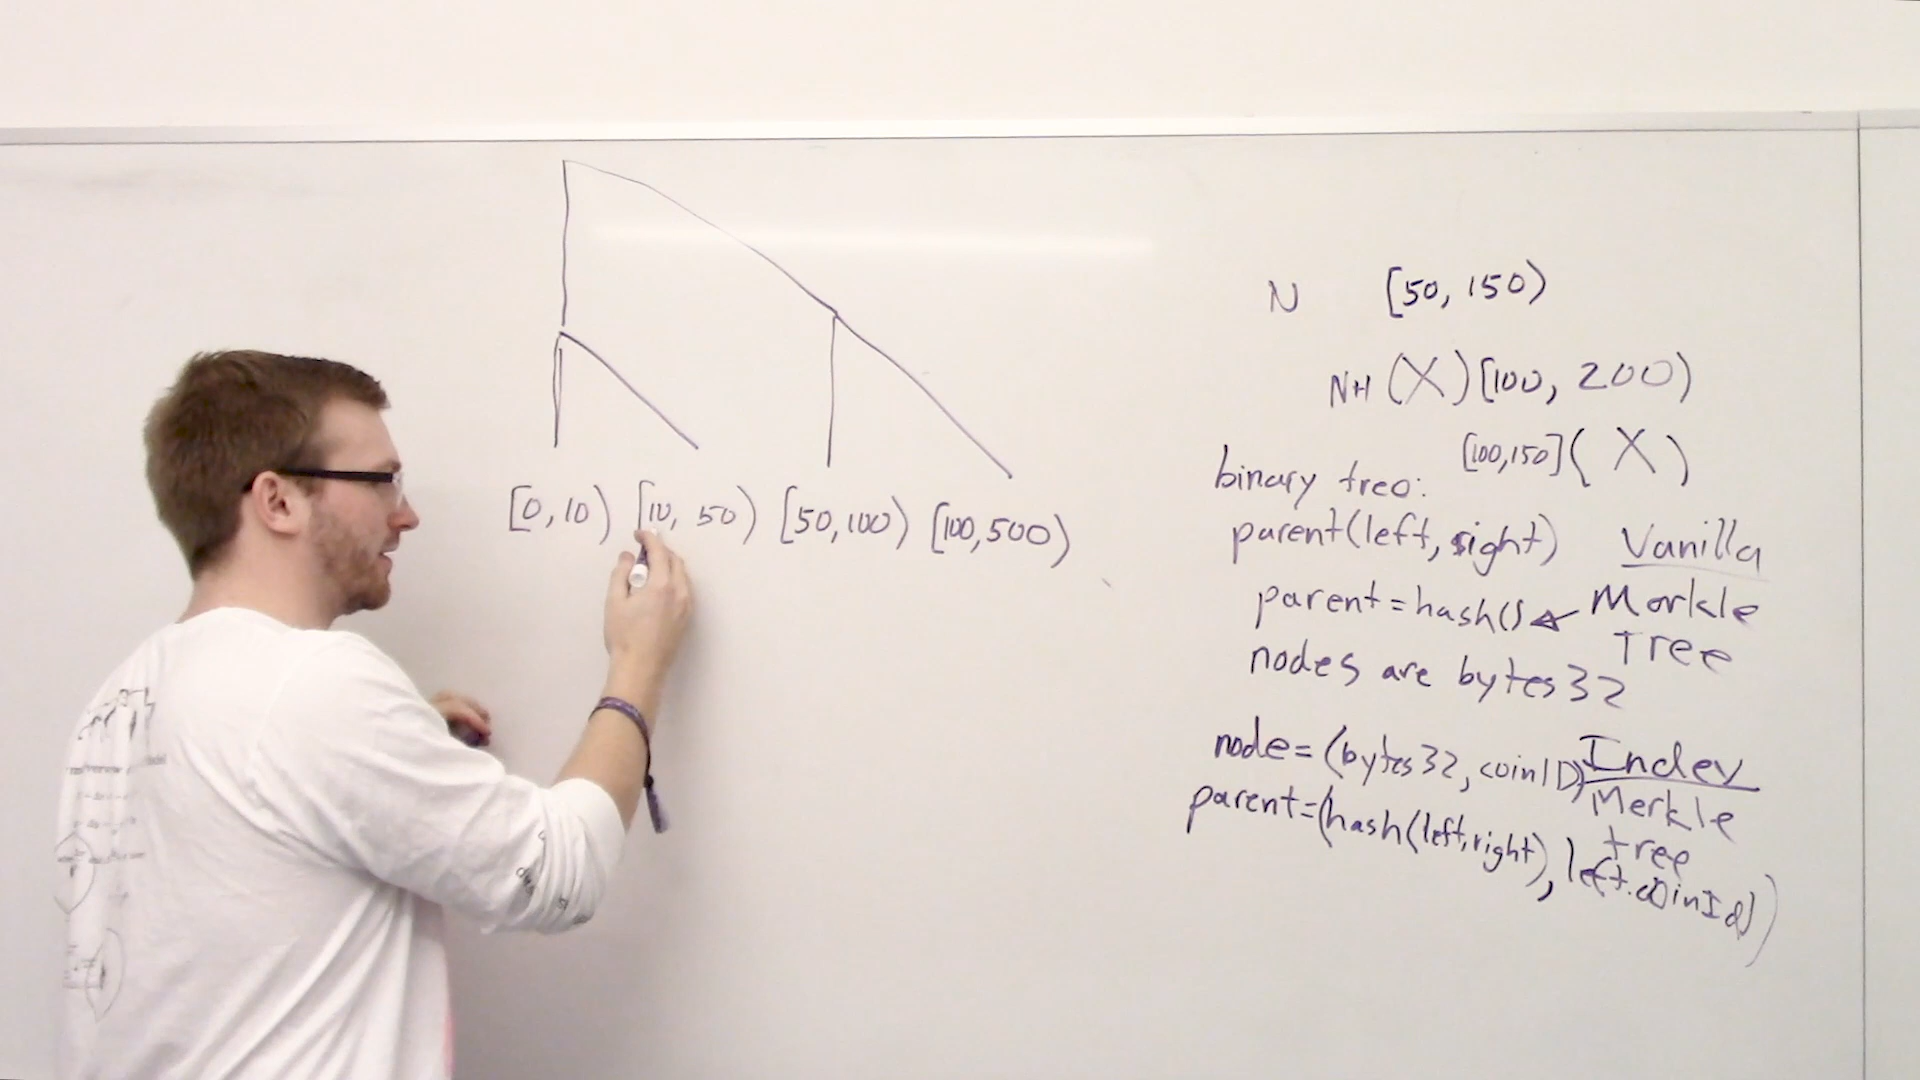 [0, 10) [10, 50) [50, 100) [100, 500)
N [50, 150)
N+1 (X) [100, 200)
[100, 150] (X)
binary tree:
parent(left, right)
parent = hash()
nodes are bytes32
Vanilla
Merkle
Tree
node = (bytes32, coinID)
parent = (hash(left, right), left.coinId)
Index
Merkle
tree